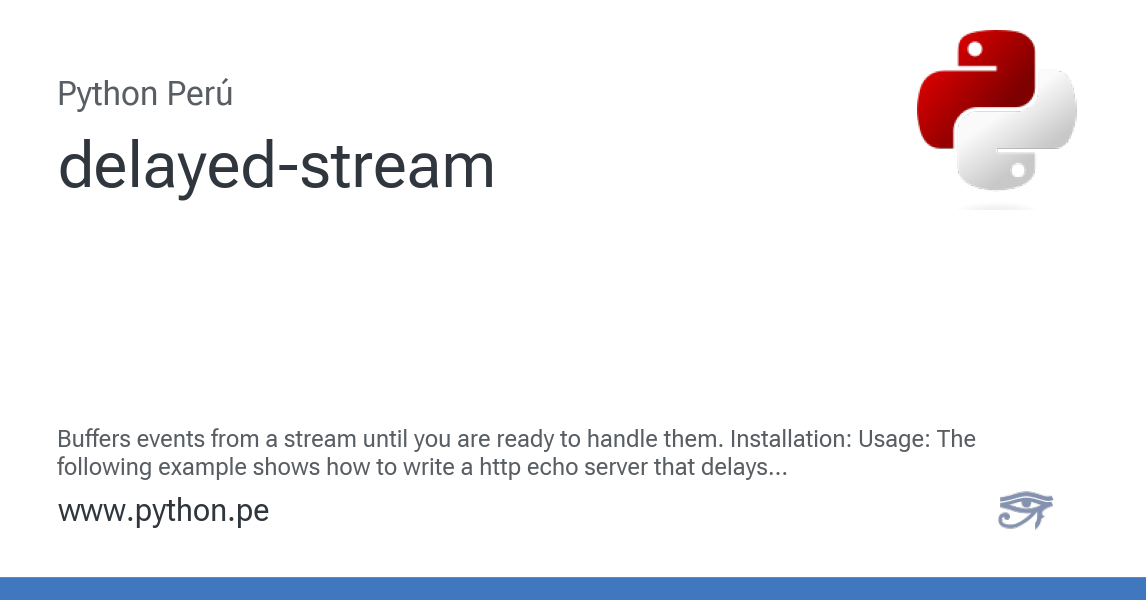 Python Perú
delayed-stream
Buffers events from a stream until you are ready to handle them. Installation: Usage: The
following example shows how to write a http echo server that delays...
www.python.pe